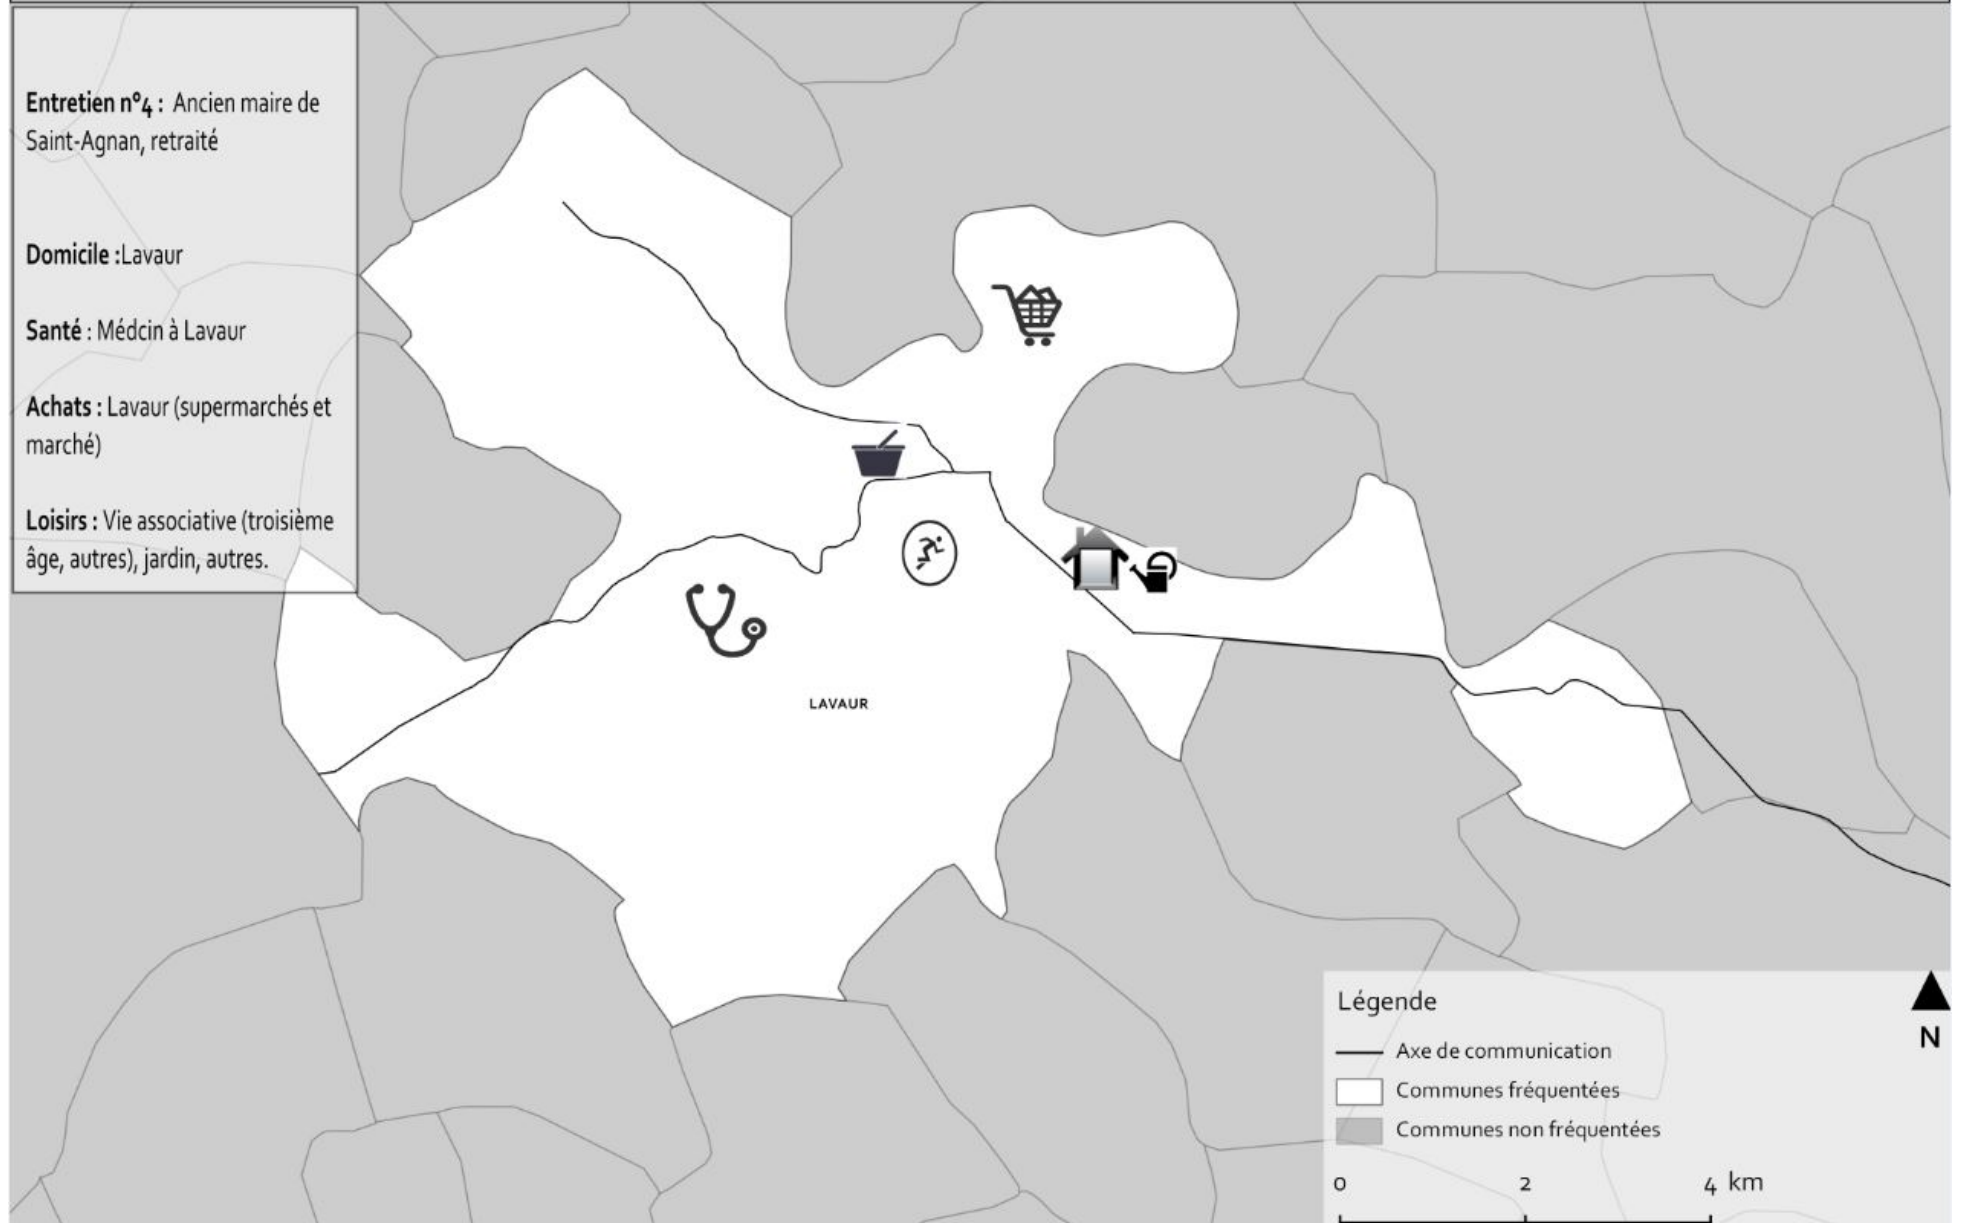 Entretien n°4 : Ancien maire de
Saint-Agnan, retraité
Domicile :Lavaur
Santé : Médcin à Lavaur
Achats : Lavaur (supermarchés et
marché)
Loisirs : Vie associative (troisième
âge, autres), jardin, autres.
LAVAUR
Légende
Axe de communication
Communes fréquentées
Communes non fréquentées
N
0 2 4 km